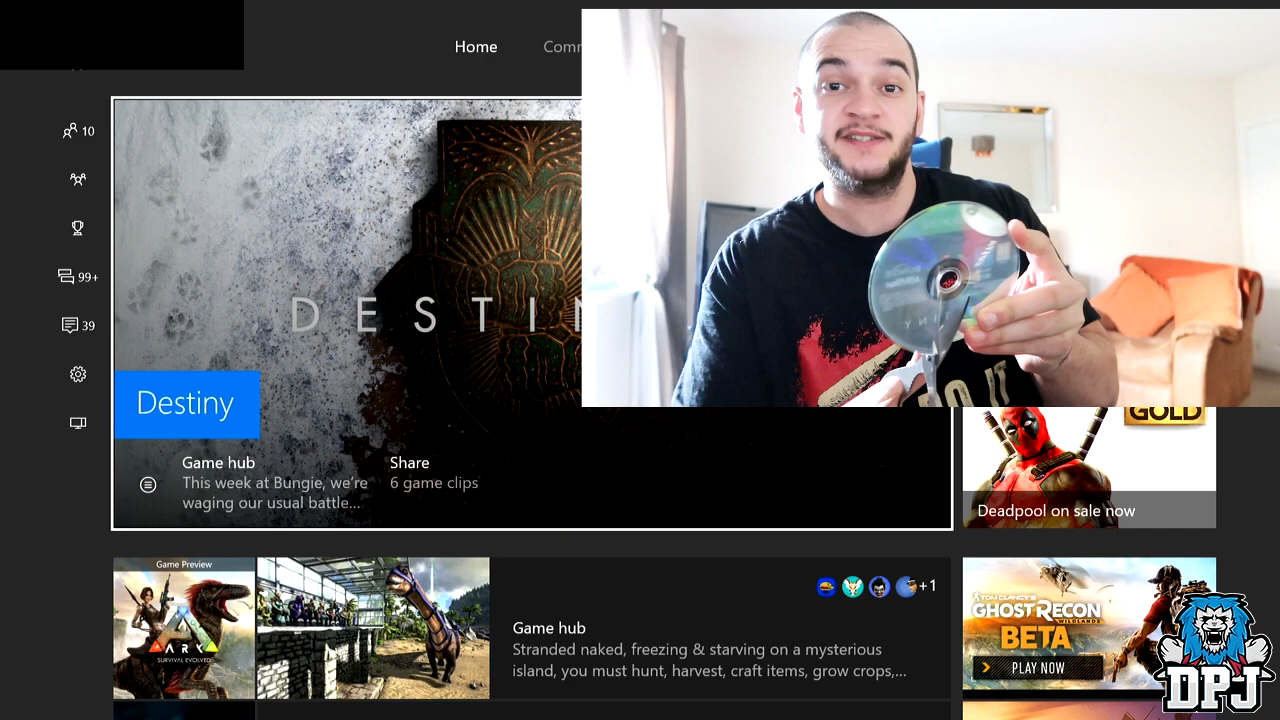 Home
Comm
10
99+
39
DESTIN
Destiny
Game hub
This week at Bungie, we're
waging our usual battle...
Share
6 game clips
GOLD
Deadpool on sale now
Game Preview
ARK
SURVIVAL EVOLVED
+1
Game hub
Stranded naked, freezing & starving on a mysterious
island, you must hunt, harvest, craft items, grow crops,...
TOM CLANCY'S
GHOST RECON
WILDLANDS
BETA
PLAY NOW
DPJ